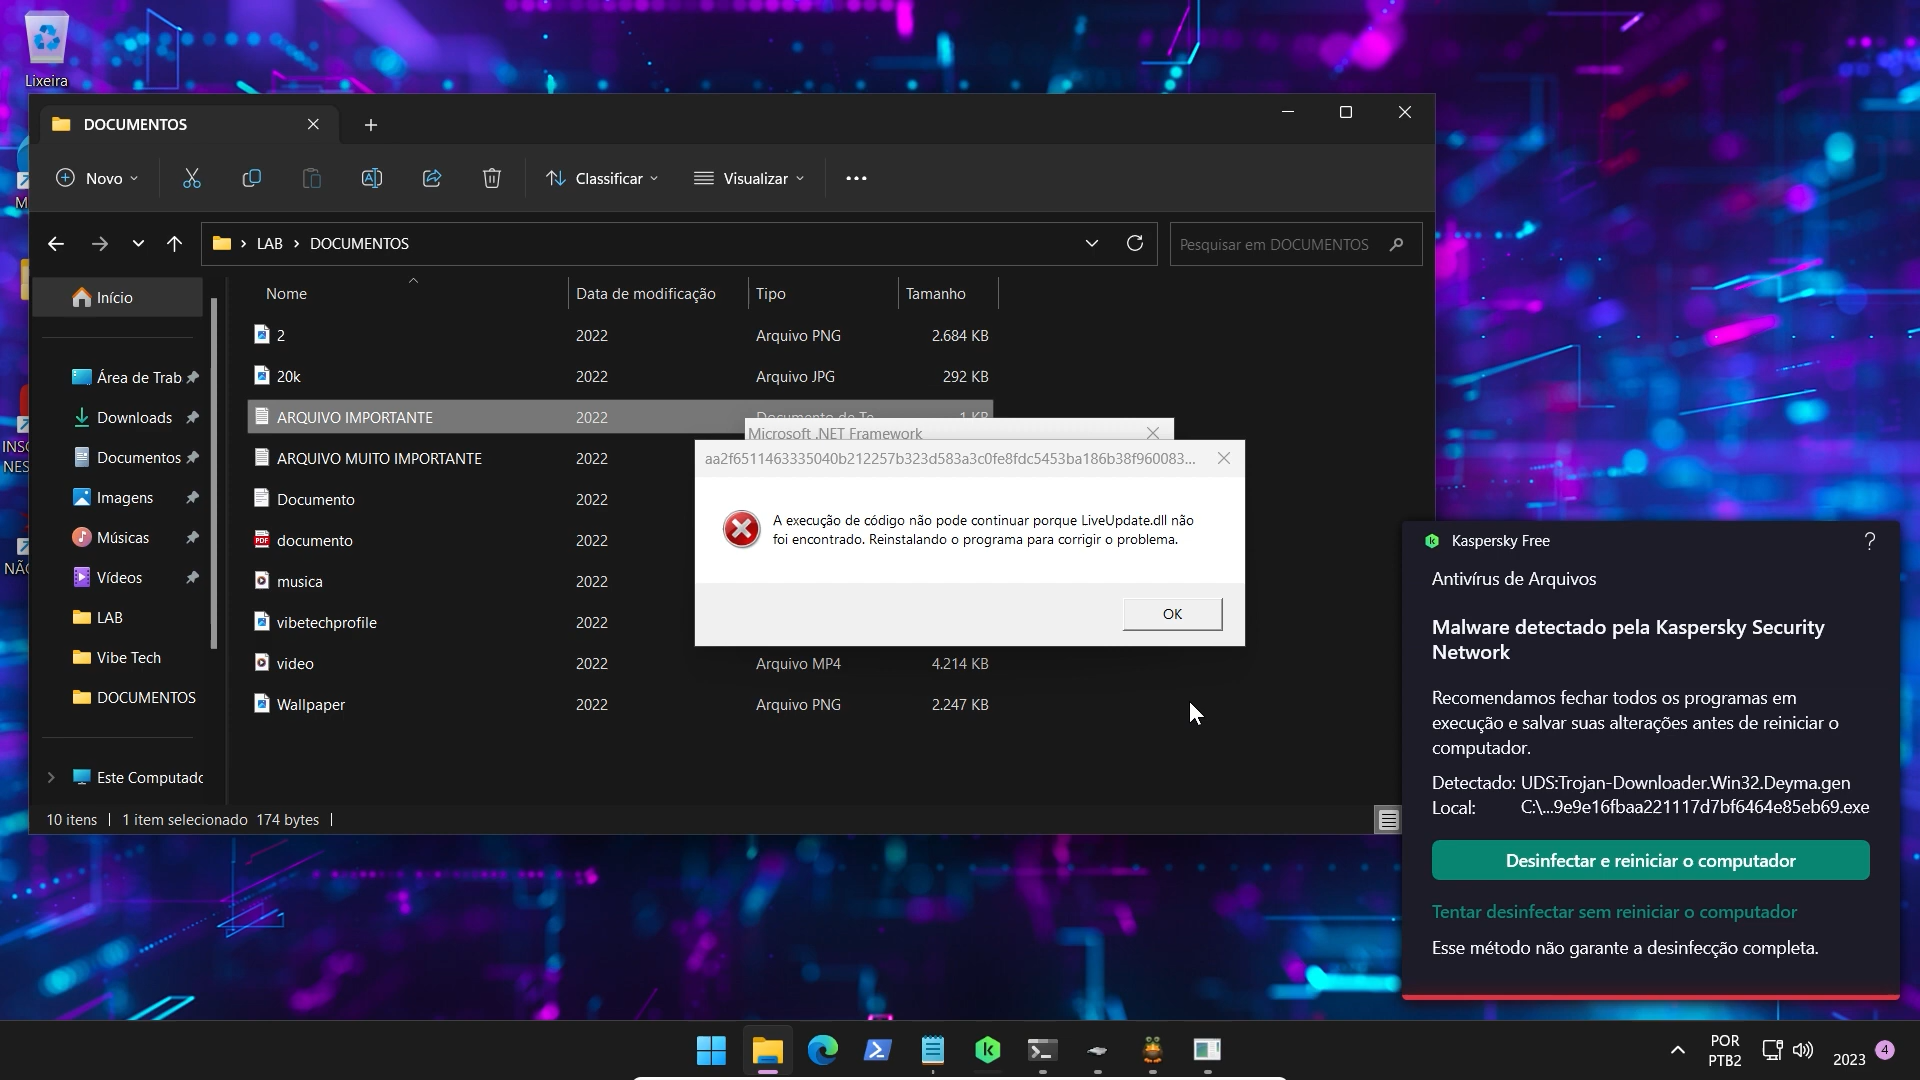 Lixeira
DOCUMENTOS
Novo
Classificar
Visualizar
LAB
DOCUMENTOS
Pesquisar em DOCUMENTOS
Início
Área de Trab
Downloads
Documentos
Imagens
Músicas
Vídeos
LAB
Vibe Tech
DOCUMENTOS
Este Computad
Nome Data de modificação Tipo Tamanho
2 2022 Arquivo PNG 2.684 KB
20k 2022 Arquivo JPG 292 KB
ARQUIVO IMPORTANTE 2022 Documento de Te 1 KB
ARQUIVO MUITO IMPORTANTE 2022
Documento 2022
documento 2022
musica 2022
vibetechprofile 2022
video 2022 Arquivo MP4 4.214 KB
Wallpaper 2022 Arquivo PNG 2.247 KB
10 itens 1 item selecionado 174 bytes
Microsoft .NET Framework
aa2f6511463335040b212257b323d583a3c0fe8fdc5453ba186b38f960083...
A execução de código não pode continuar porque LiveUpdate.dll não
foi encontrado. Reinstalando o programa para corrigir o problema.
OK
Kaspersky Free ?
Antivírus de Arquivos
Malware detectado pela Kaspersky Security
Network
Recomendamos fechar todos os programas em
execução e salvar suas alterações antes de reiniciar o
computador.
Detectado: UDS:Trojan-Downloader.Win32.Deyma.gen
Local: C:\...9e9e16fbaa221117d7bf6464e85eb69.exe
Desinfectar e reiniciar o computador
Tentar desinfectar sem reiniciar o computador
Esse método não garante a desinfecção completa.
POR
PTB2
2023
4